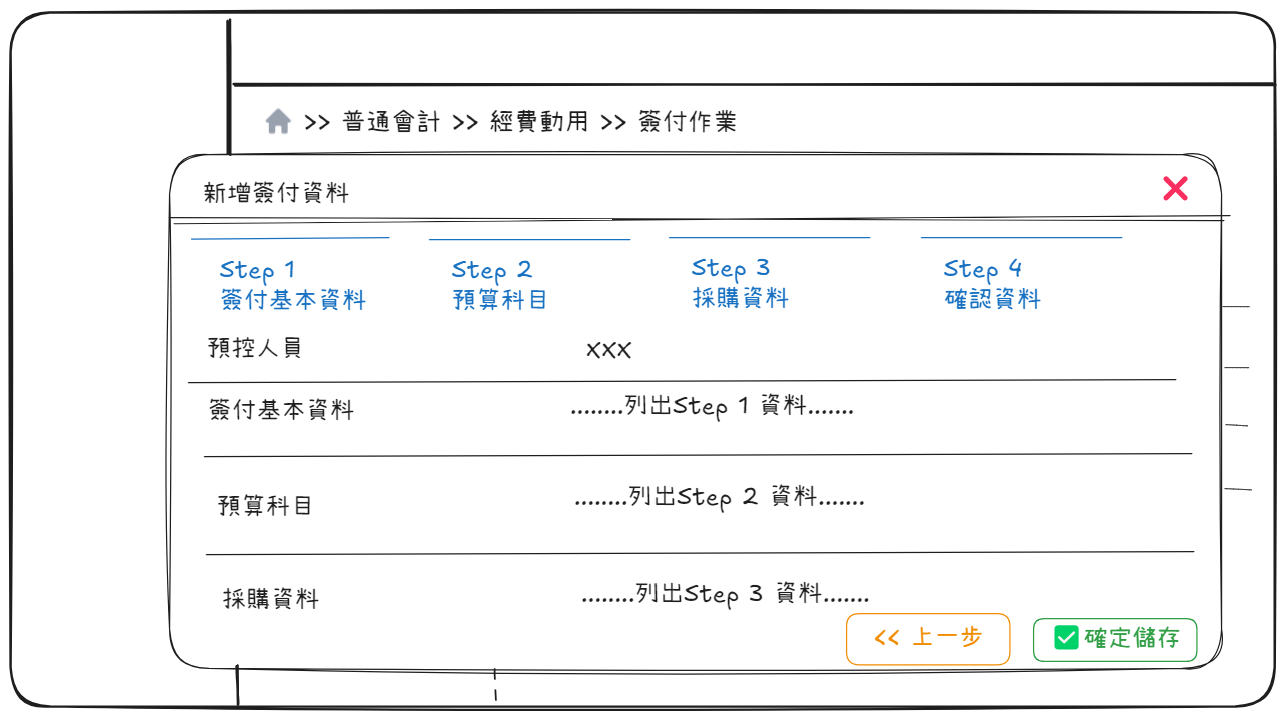 >> 普通會計 >> 經費動用 >> 簽付作業
新增簽付資料
Step 1
簽付基本資料
Step 2
預算科目
Step 3
採購資料
Step 4
確認資料
預控人員 XXX
簽付基本資料 ........列出Step 1 資料.......
預算科目 ........列出Step 2 資料.......
採購資料 ........列出Step 3 資料.......
<< 上一步
確定儲存